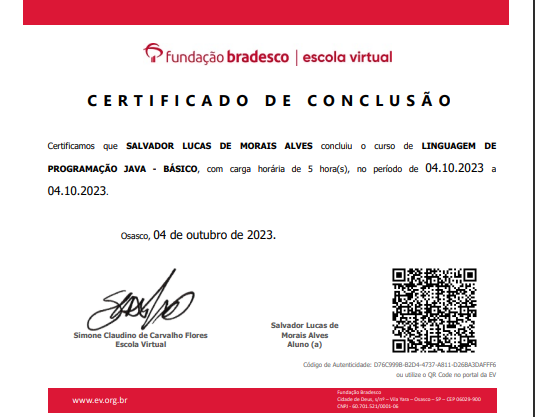 fundação bradesco | escola virtual
CERTIFICADO DE CONCLUSÃO
Certificamos que SALVADOR LUCAS DE MORAIS ALVES concluiu o curso de LINGUAGEM DE
PROGRAMAÇÃO JAVA - BÁSICO, com carga horária de 5 hora(s), no período de 04.10.2023 a
04.10.2023.
Osasco, 04 de outubro de 2023.
Simone Claudino de Carvalho Flores
Escola Virtual
Salvador Lucas de
Morais Alves
Aluno (a)
Código de Autenticidade: D76C999B-B2D4-4737-A811-D26BA3DAFFF6
ou utilize o QR Code no portal da EV
www.ev.org.br
Fundação Bradesco
Cidade de Deus, s/nº – Vila Yara – Osasco – SP – CEP 06029-900
CNPJ - 60.701.521/0001-06